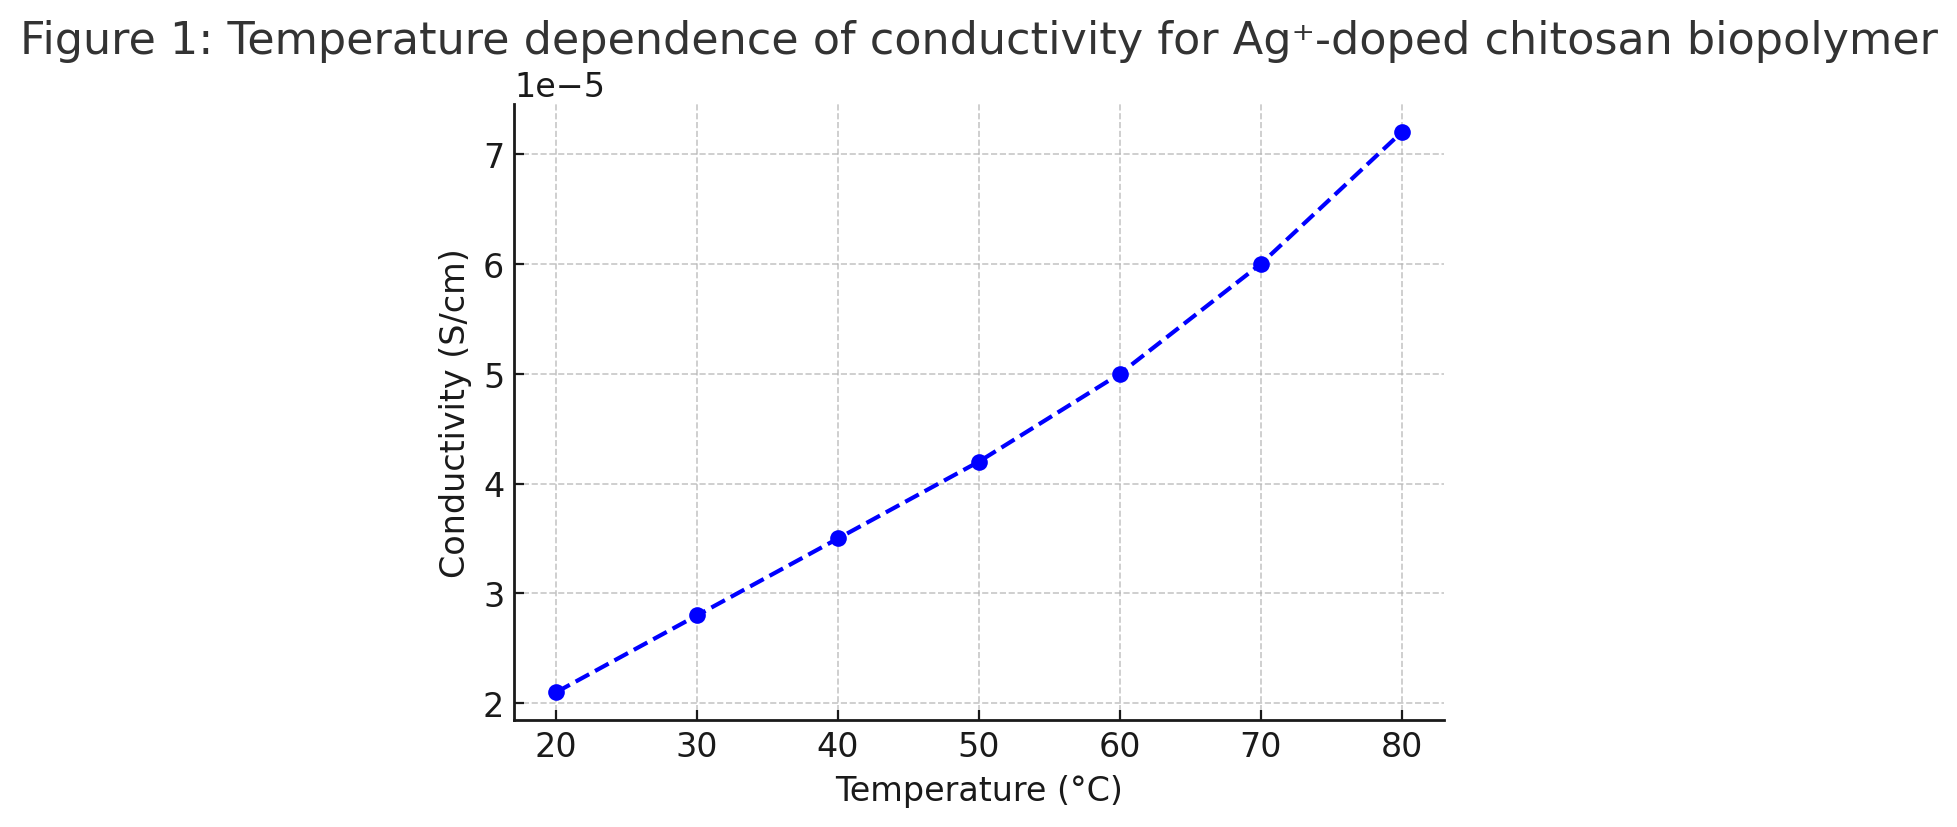 Figure 1: Temperature dependence of conductivity for Ag⁺-doped chitosan biopolymer
1e−5
7
6
5
4
3
2
Conductivity (S/cm)
20 30 40 50 60 70 80
Temperature (°C)